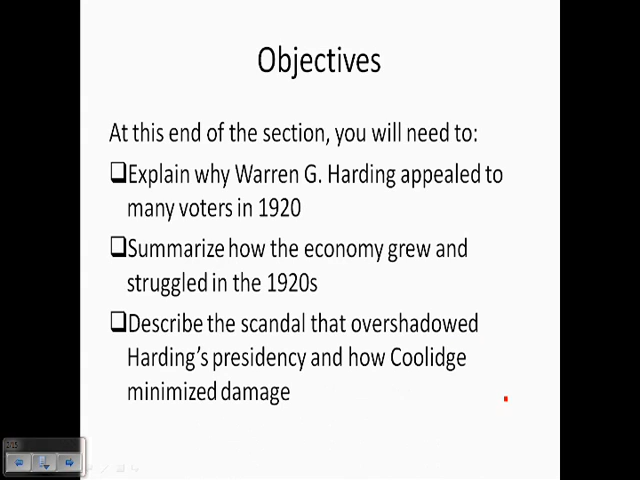 Objectives
At this end of the section, you will need to:
Explain why Warren G. Harding appealed to
many voters in 1920
Summarize how the economy grew and
struggled in the 1920s
Describe the scandal that overshadowed
Harding's presidency and how Coolidge
minimized damage